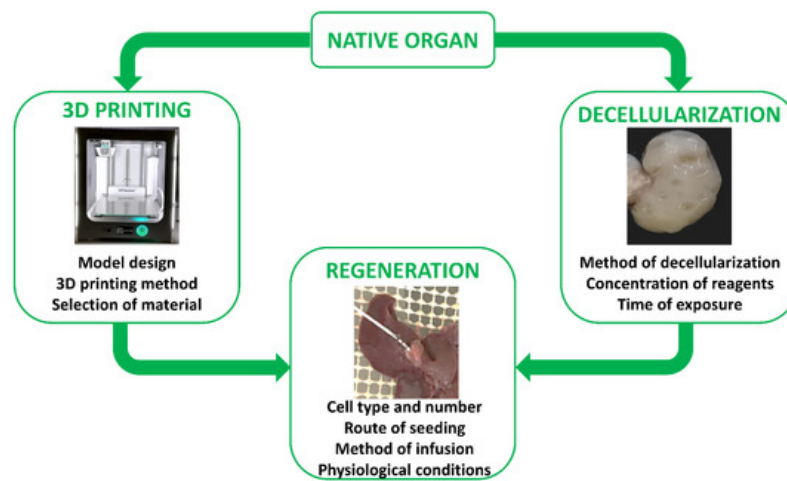 NATIVE ORGAN
3D PRINTING
Model design
3D printing method
Selection of material
DECELLULARIZATION
Method of decellularization
Concentration of reagents
Time of exposure
REGENERATION
Cell type and number
Route of seeding
Method of infusion
Physiological conditions